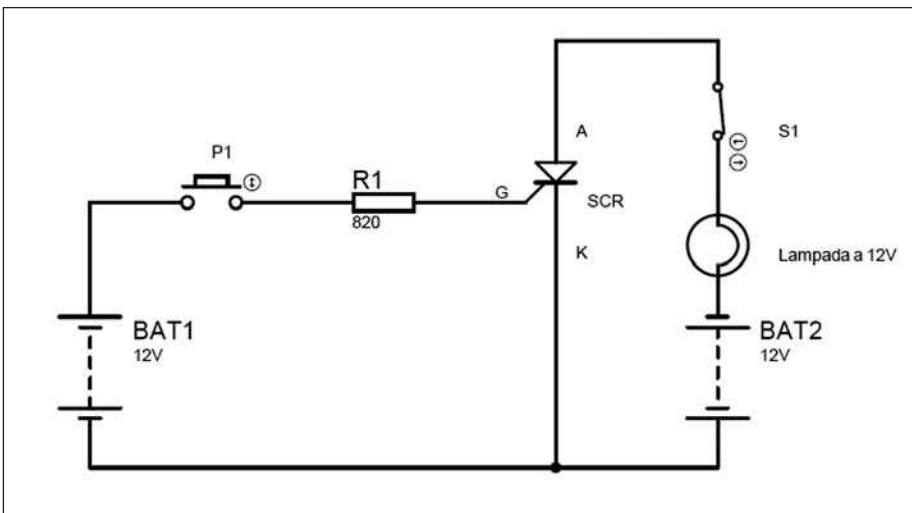 P1
R1
820
G
A
SCR
K
S1
Lampada a 12V
BAT1
12V
BAT2
12V